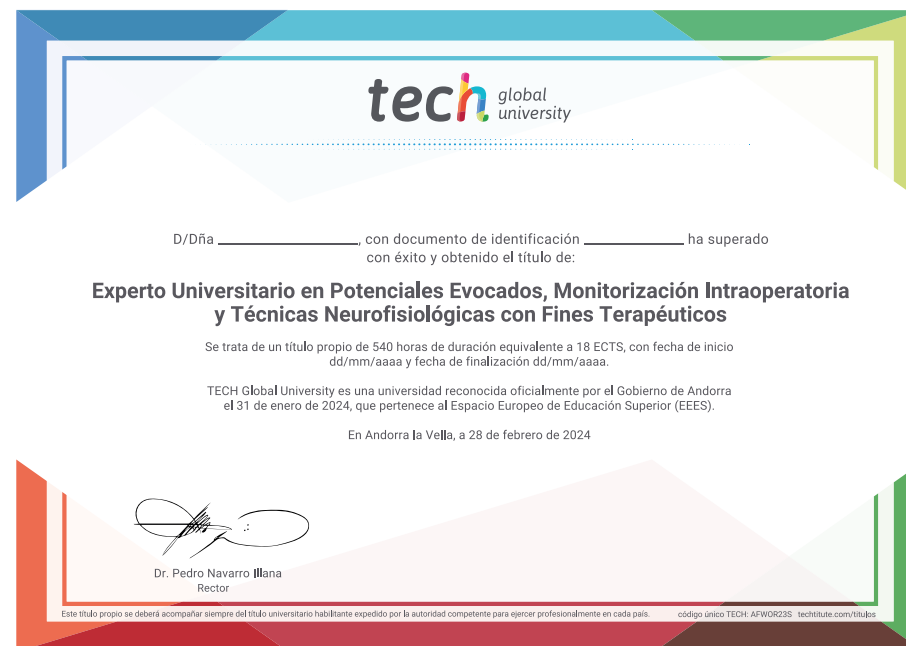 tech global university
D/Dña ______________, con documento de identificación __________ ha superado
con éxito y obtenido el título de:
Experto Universitario en Potenciales Evocados, Monitorización Intraoperatoria
y Técnicas Neurofisiológicas con Fines Terapéuticos
Se trata de un título propio de 540 horas de duración equivalente a 18 ECTS, con fecha de inicio
dd/mm/aaaa y fecha de finalización dd/mm/aaaa.
TECH Global University es una universidad reconocida oficialmente por el Gobierno de Andorra
el 31 de enero de 2024, que pertenece al Espacio Europeo de Educación Superior (EEES).
En Andorra la Vella, a 28 de febrero de 2024
Dr. Pedro Navarro Illana
Rector
Este título propio se deberá acompañar siempre del título universitario habilitante expedido por la autoridad competente para ejercer profesionalmente en cada país. código único TECH: AFWOR23S techtitute.com/titulos